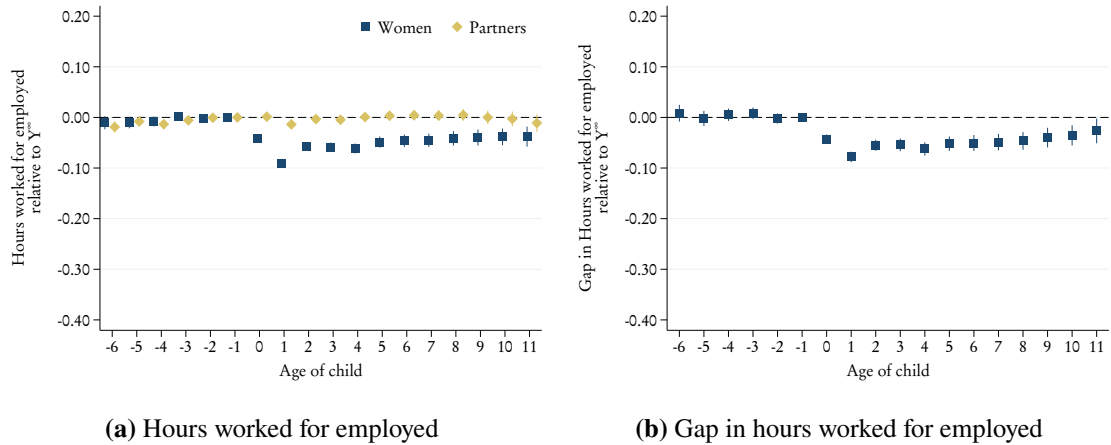 Women Partners
Hours worked for employed
relative to Y∞
0.20
0.10
0.00
-0.10
-0.20
-0.30
-0.40
-6 -5 -4 -3 -2 -1 0 1 2 3 4 5 6 7 8 9 10 11
Age of child
(a) Hours worked for employed
Gap in Hours worked for employed
relative to Y∞
0.20
0.10
0.00
-0.10
-0.20
-0.30
-0.40
-6 -5 -4 -3 -2 -1 0 1 2 3 4 5 6 7 8 9 10 11
Age of child
(b) Gap in hours worked for employed